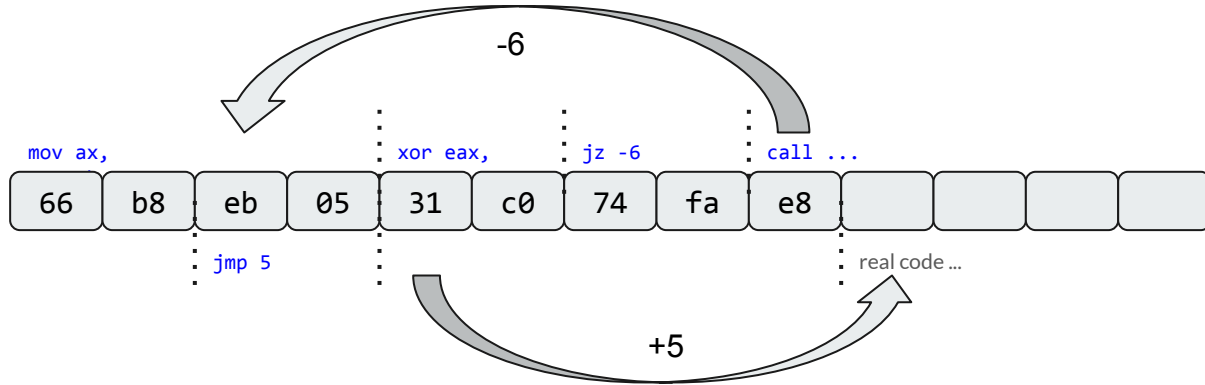 -6
mov ax, xor eax, jz -6 call ...
66 b8 eb 05 31 c0 74 fa e8
jmp 5 real code ...
+5